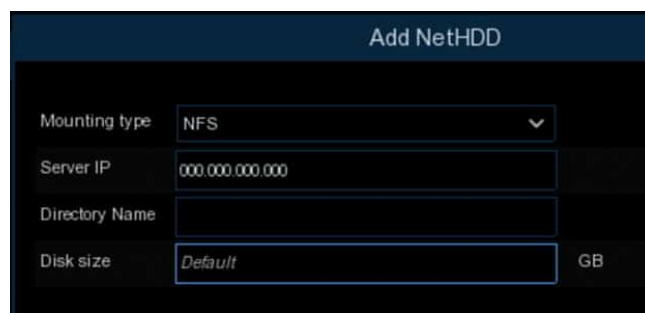 Add NetHDD
Mounting type NFS
Server IP 000.000.000.000
Directory Name
Disk size Default GB